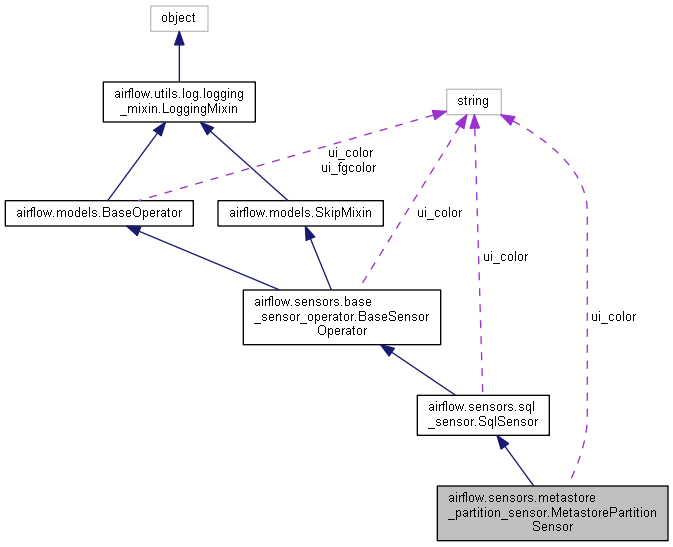 object
airflow.utils.log.logging
_mixin.LoggingMixin
string
ui_color
ui_fgcolor
airflow.models.BaseOperator
airflow.models.SkipMixin
ui_color
ui_color
airflow.sensors.base
_sensor_operator.BaseSensor
Operator
ui_color
airflow.sensors.sql
_sensor.SqlSensor
airflow.sensors.metastore
_partition_sensor.MetastorePartition
Sensor